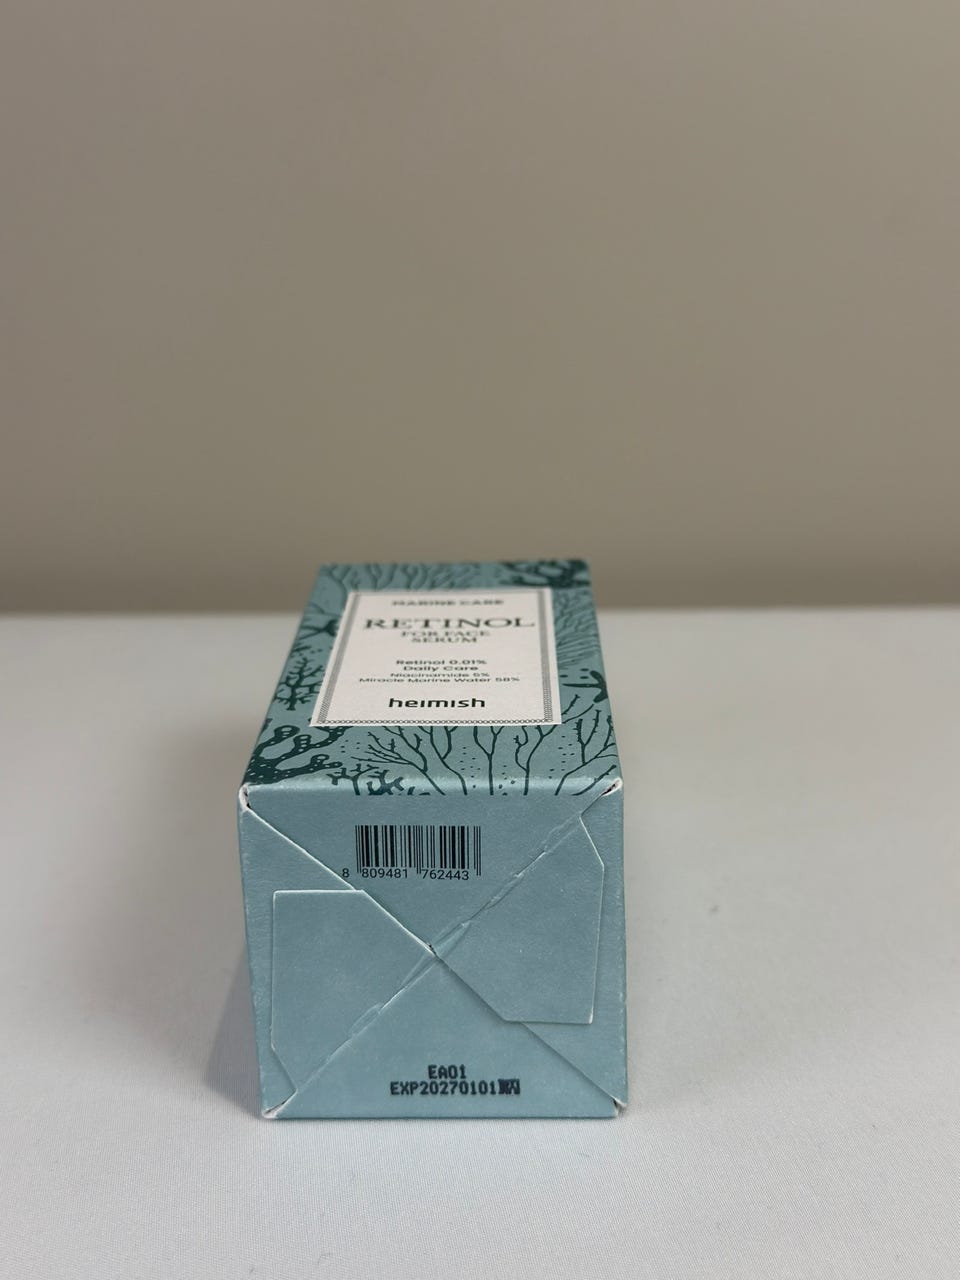 MARINE CARE
RETINOL
FOR FACE
SERUM
Retinol 0.01%
Daily Care
Niacinamide 5%
Miracle Marine Water 58%
heimish
8 809481 762443
EA01
EXP20270101